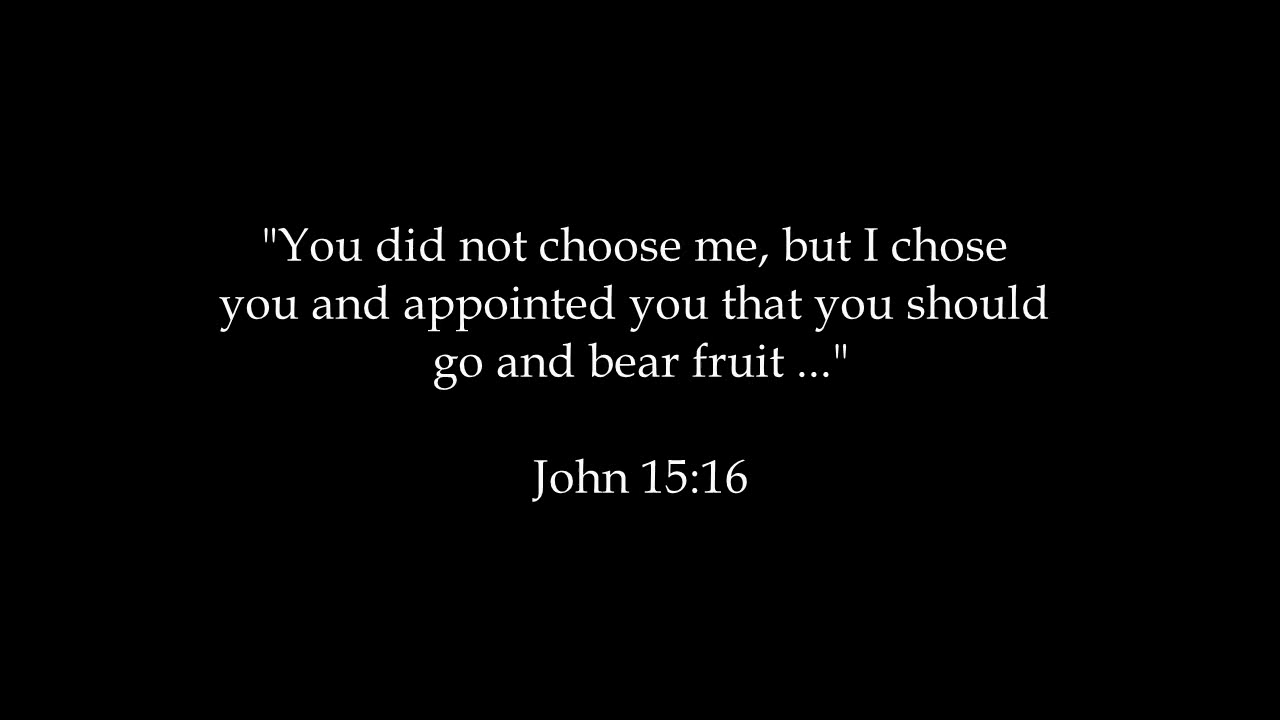 "You did not choose me, but I chose
you and appointed you that you should
go and bear fruit ..."
John 15:16